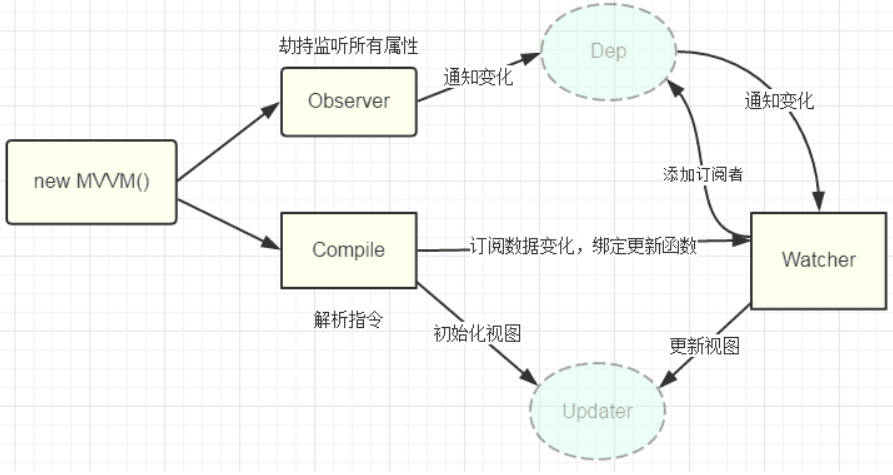 劫持监听所有属性
Observer
通知变化
Dep
通知变化
new MVVM()
添加订阅者
Compile
订阅数据变化，绑定更新函数
Watcher
解析指令
初始化视图
更新视图
Updater